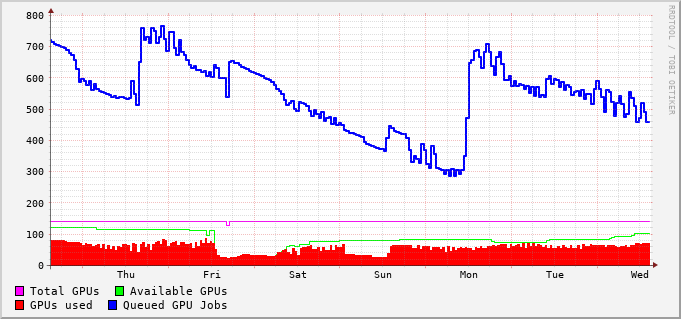 800
700
600
500
400
300
200
100
0
Thu Fri Sat Sun Mon Tue Wed
Total GPUs Available GPUs
GPUs used Queued GPU Jobs
RRDTOOL / TOBI OETIKER